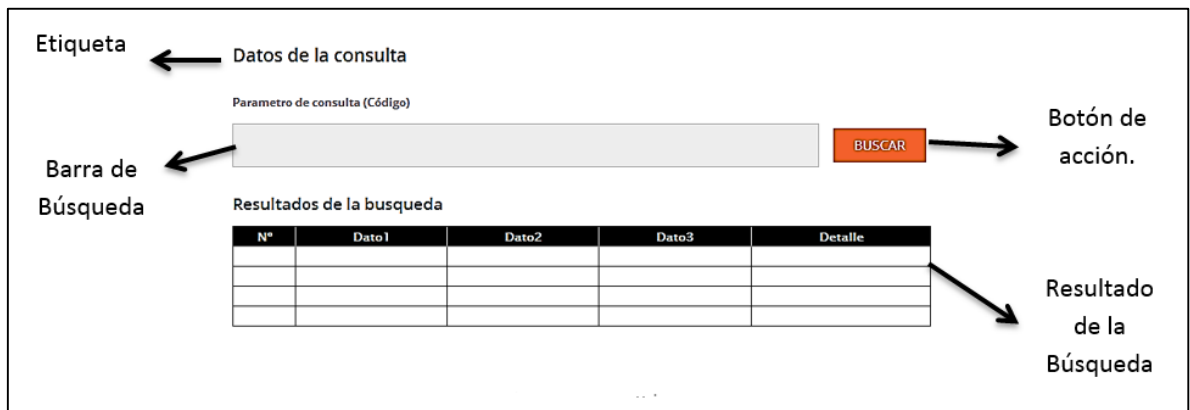 Etiqueta
Datos de la consulta
Parametro de consulta (Código)
BUSCAR
Botón de
acción.
Barra de
Búsqueda
Resultados de la busqueda
Nº Dato1 Dato2 Dato3 Detalle
Resultado
de la
Búsqueda